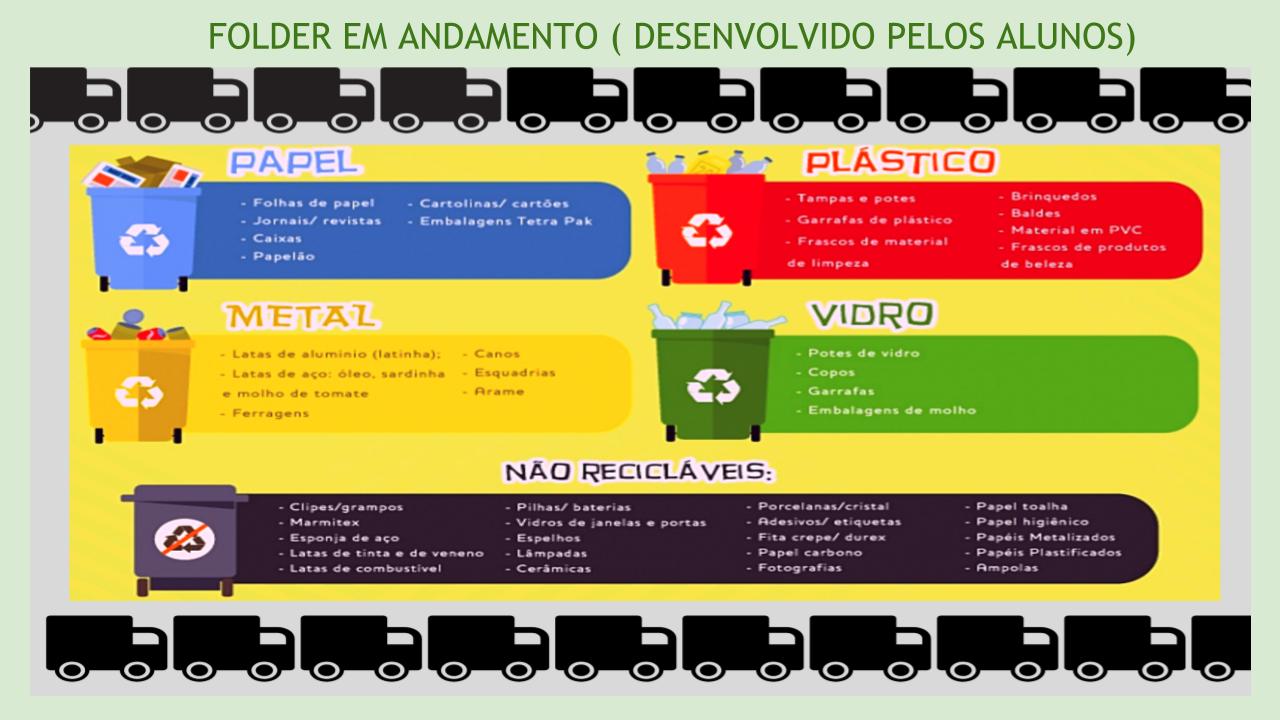 FOLDER EM ANDAMENTO ( DESENVOLVIDO PELOS ALUNOS)
PAPEL
- Folhas de papel
- Jornais/ revistas
- Caixas
- Papelão
- Cartolinas/ cartões
- Embalagens Tetra Pak
PLÁSTICO
- Tampas e potes
- Garrafas de plástico
- Frascos de material
de limpeza
- Brinquedos
- Baldes
- Material em PVC
- Frascos de produtos
de beleza
METAL
- Latas de aluminio (latinha);
- Latas de aço: óleo, sardinha
e molho de tomate
- Ferragens
- Canos
- Esquadrias
- Arame
VIDRO
- Potes de vidro
- Copos
- Garrafas
- Embalagens de molho
NÃO RECICLÁVEIS:
- Clipes/grampos
- Marmitex
- Esponja de aço
- Latas de tinta e de veneno
- Latas de combustível
- Pilhas/ baterias
- Vidros de janelas e portas
- Espelhos
- Lâmpadas
- Cerâmicas
- Porcelanas/cristal
- Adesivos/ etiquetas
- Fita crepe/ durex
- Papel carbono
- Fotografias
- Papel toalha
- Papel higiênico
- Papéis Metalizados
- Papéis Plastificados
- Ampolas